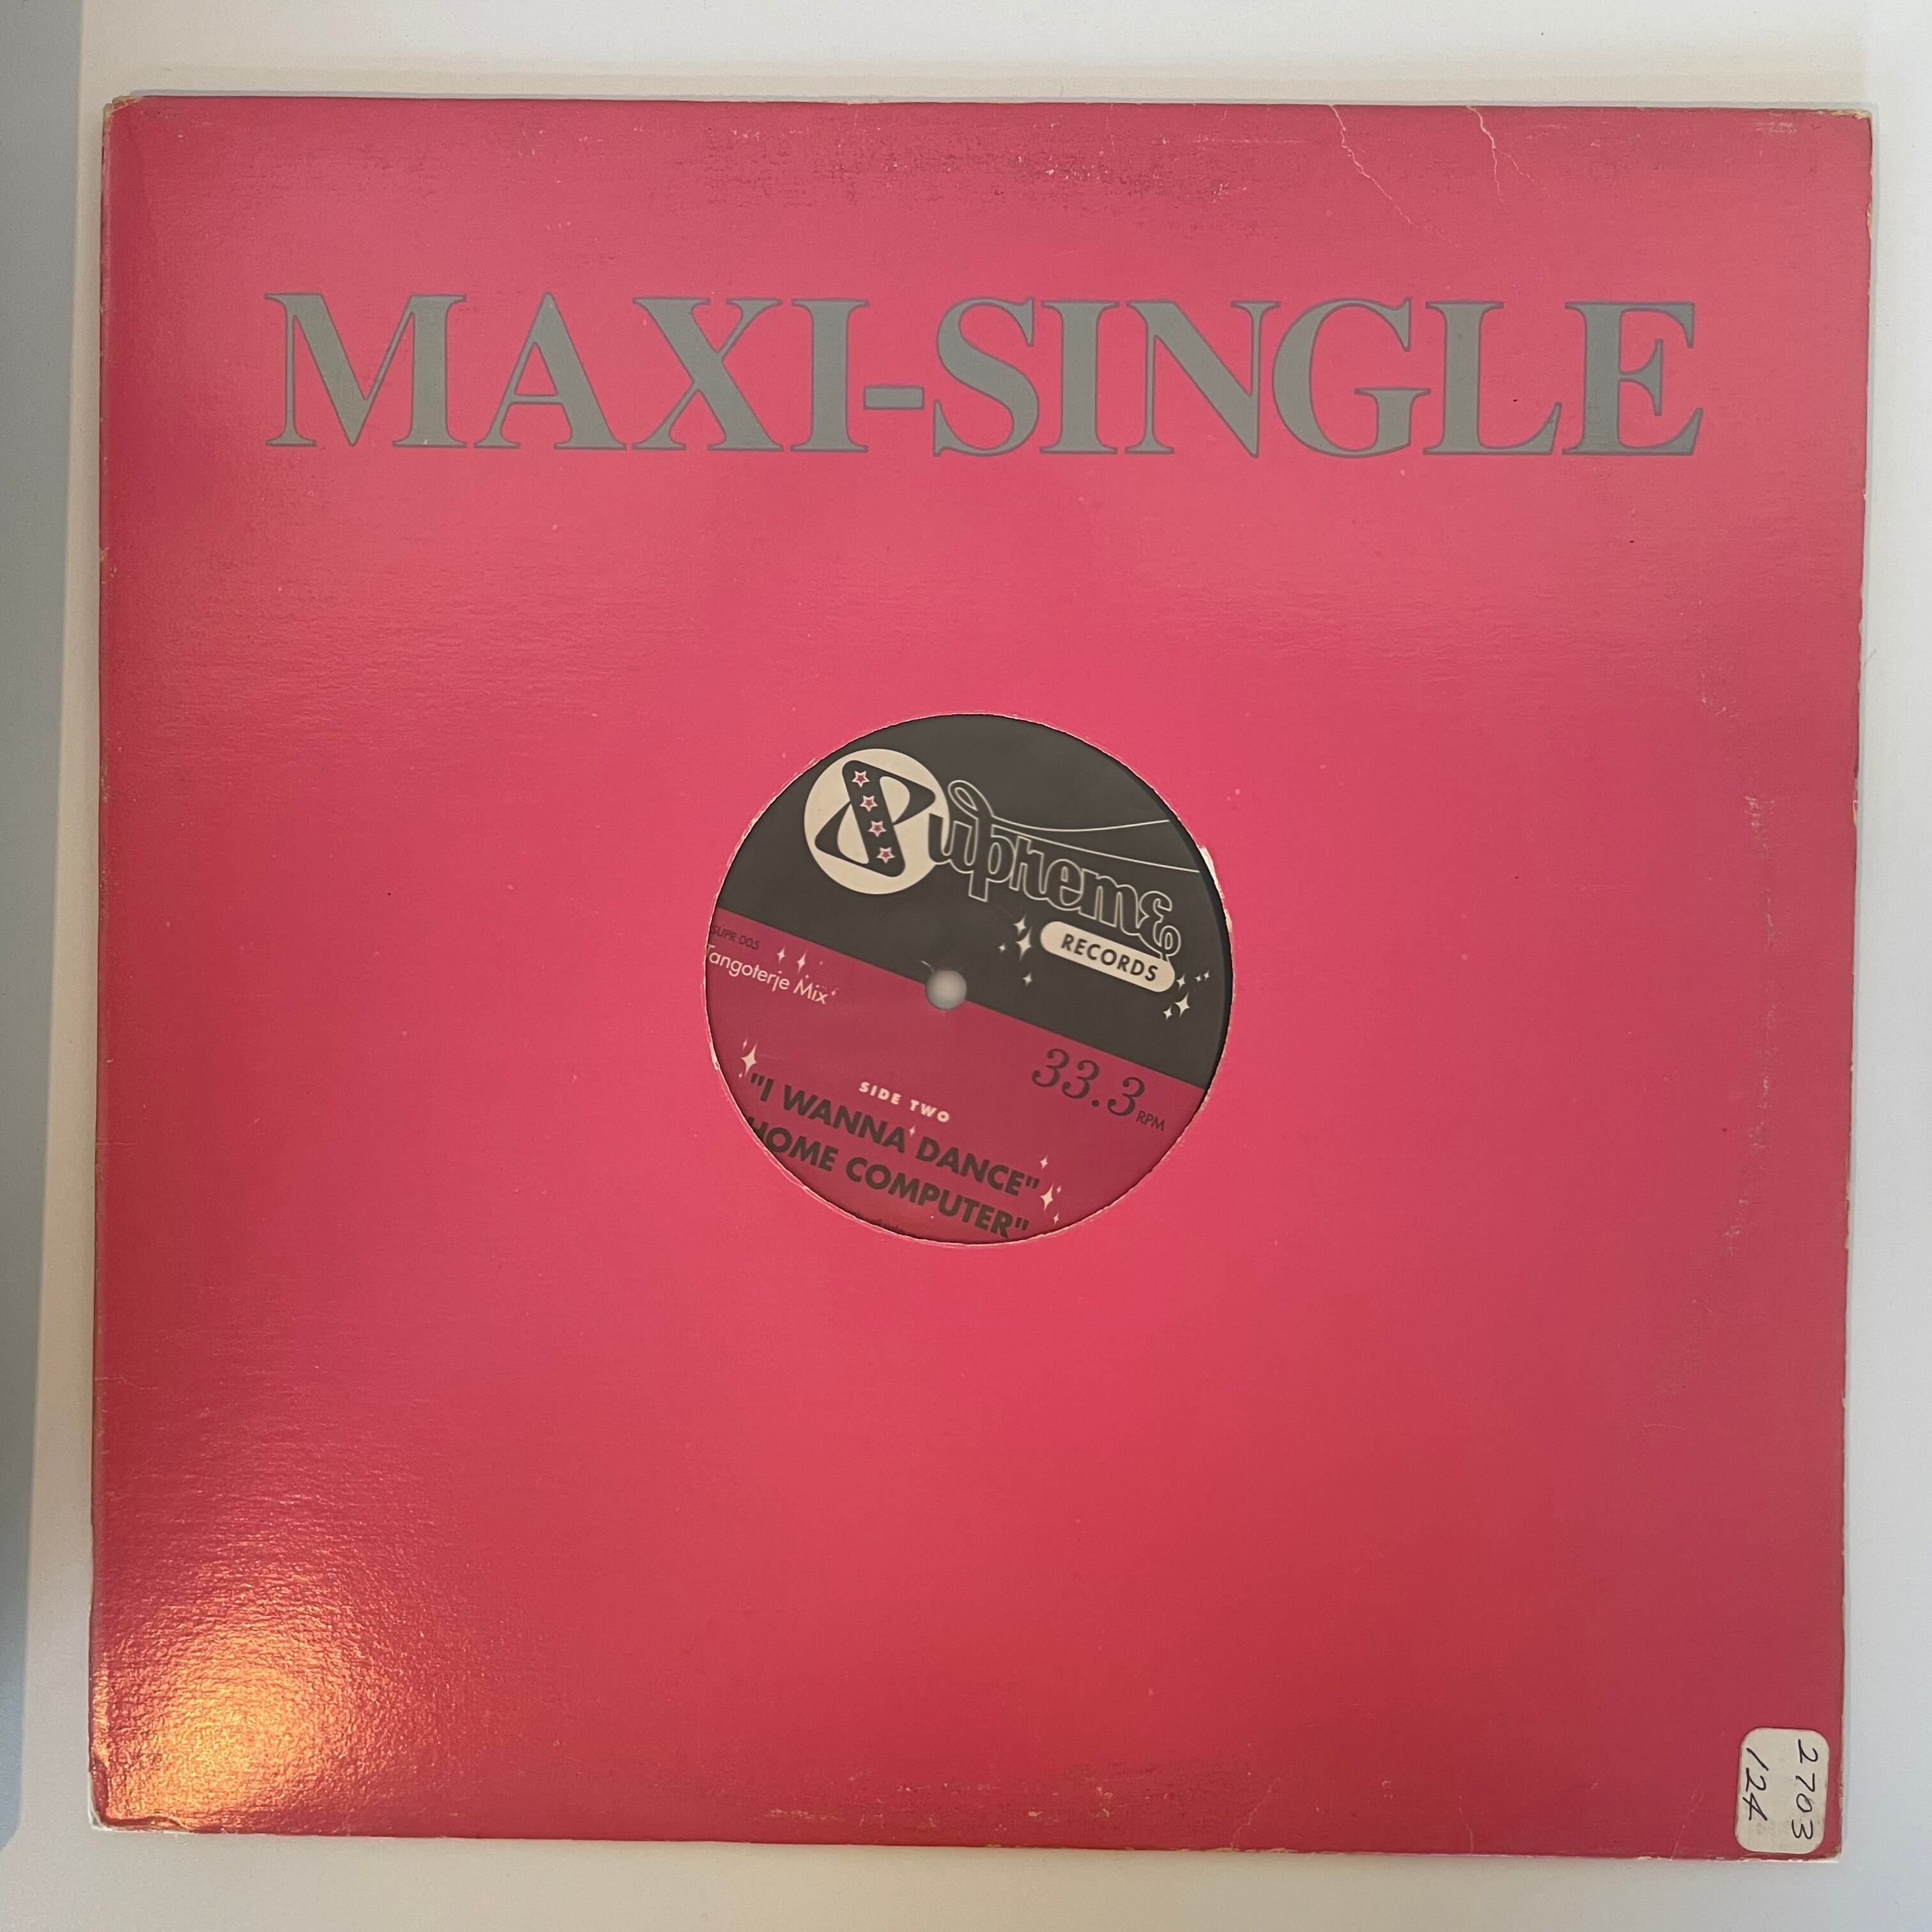 MAXI-SINGLE
Supreme
RECORDS
SUPR 005
Tangoterje Mix
33.3 RPM
SIDE TWO
"I WANNA DANCE"
HOME COMPUTER"
2703
124